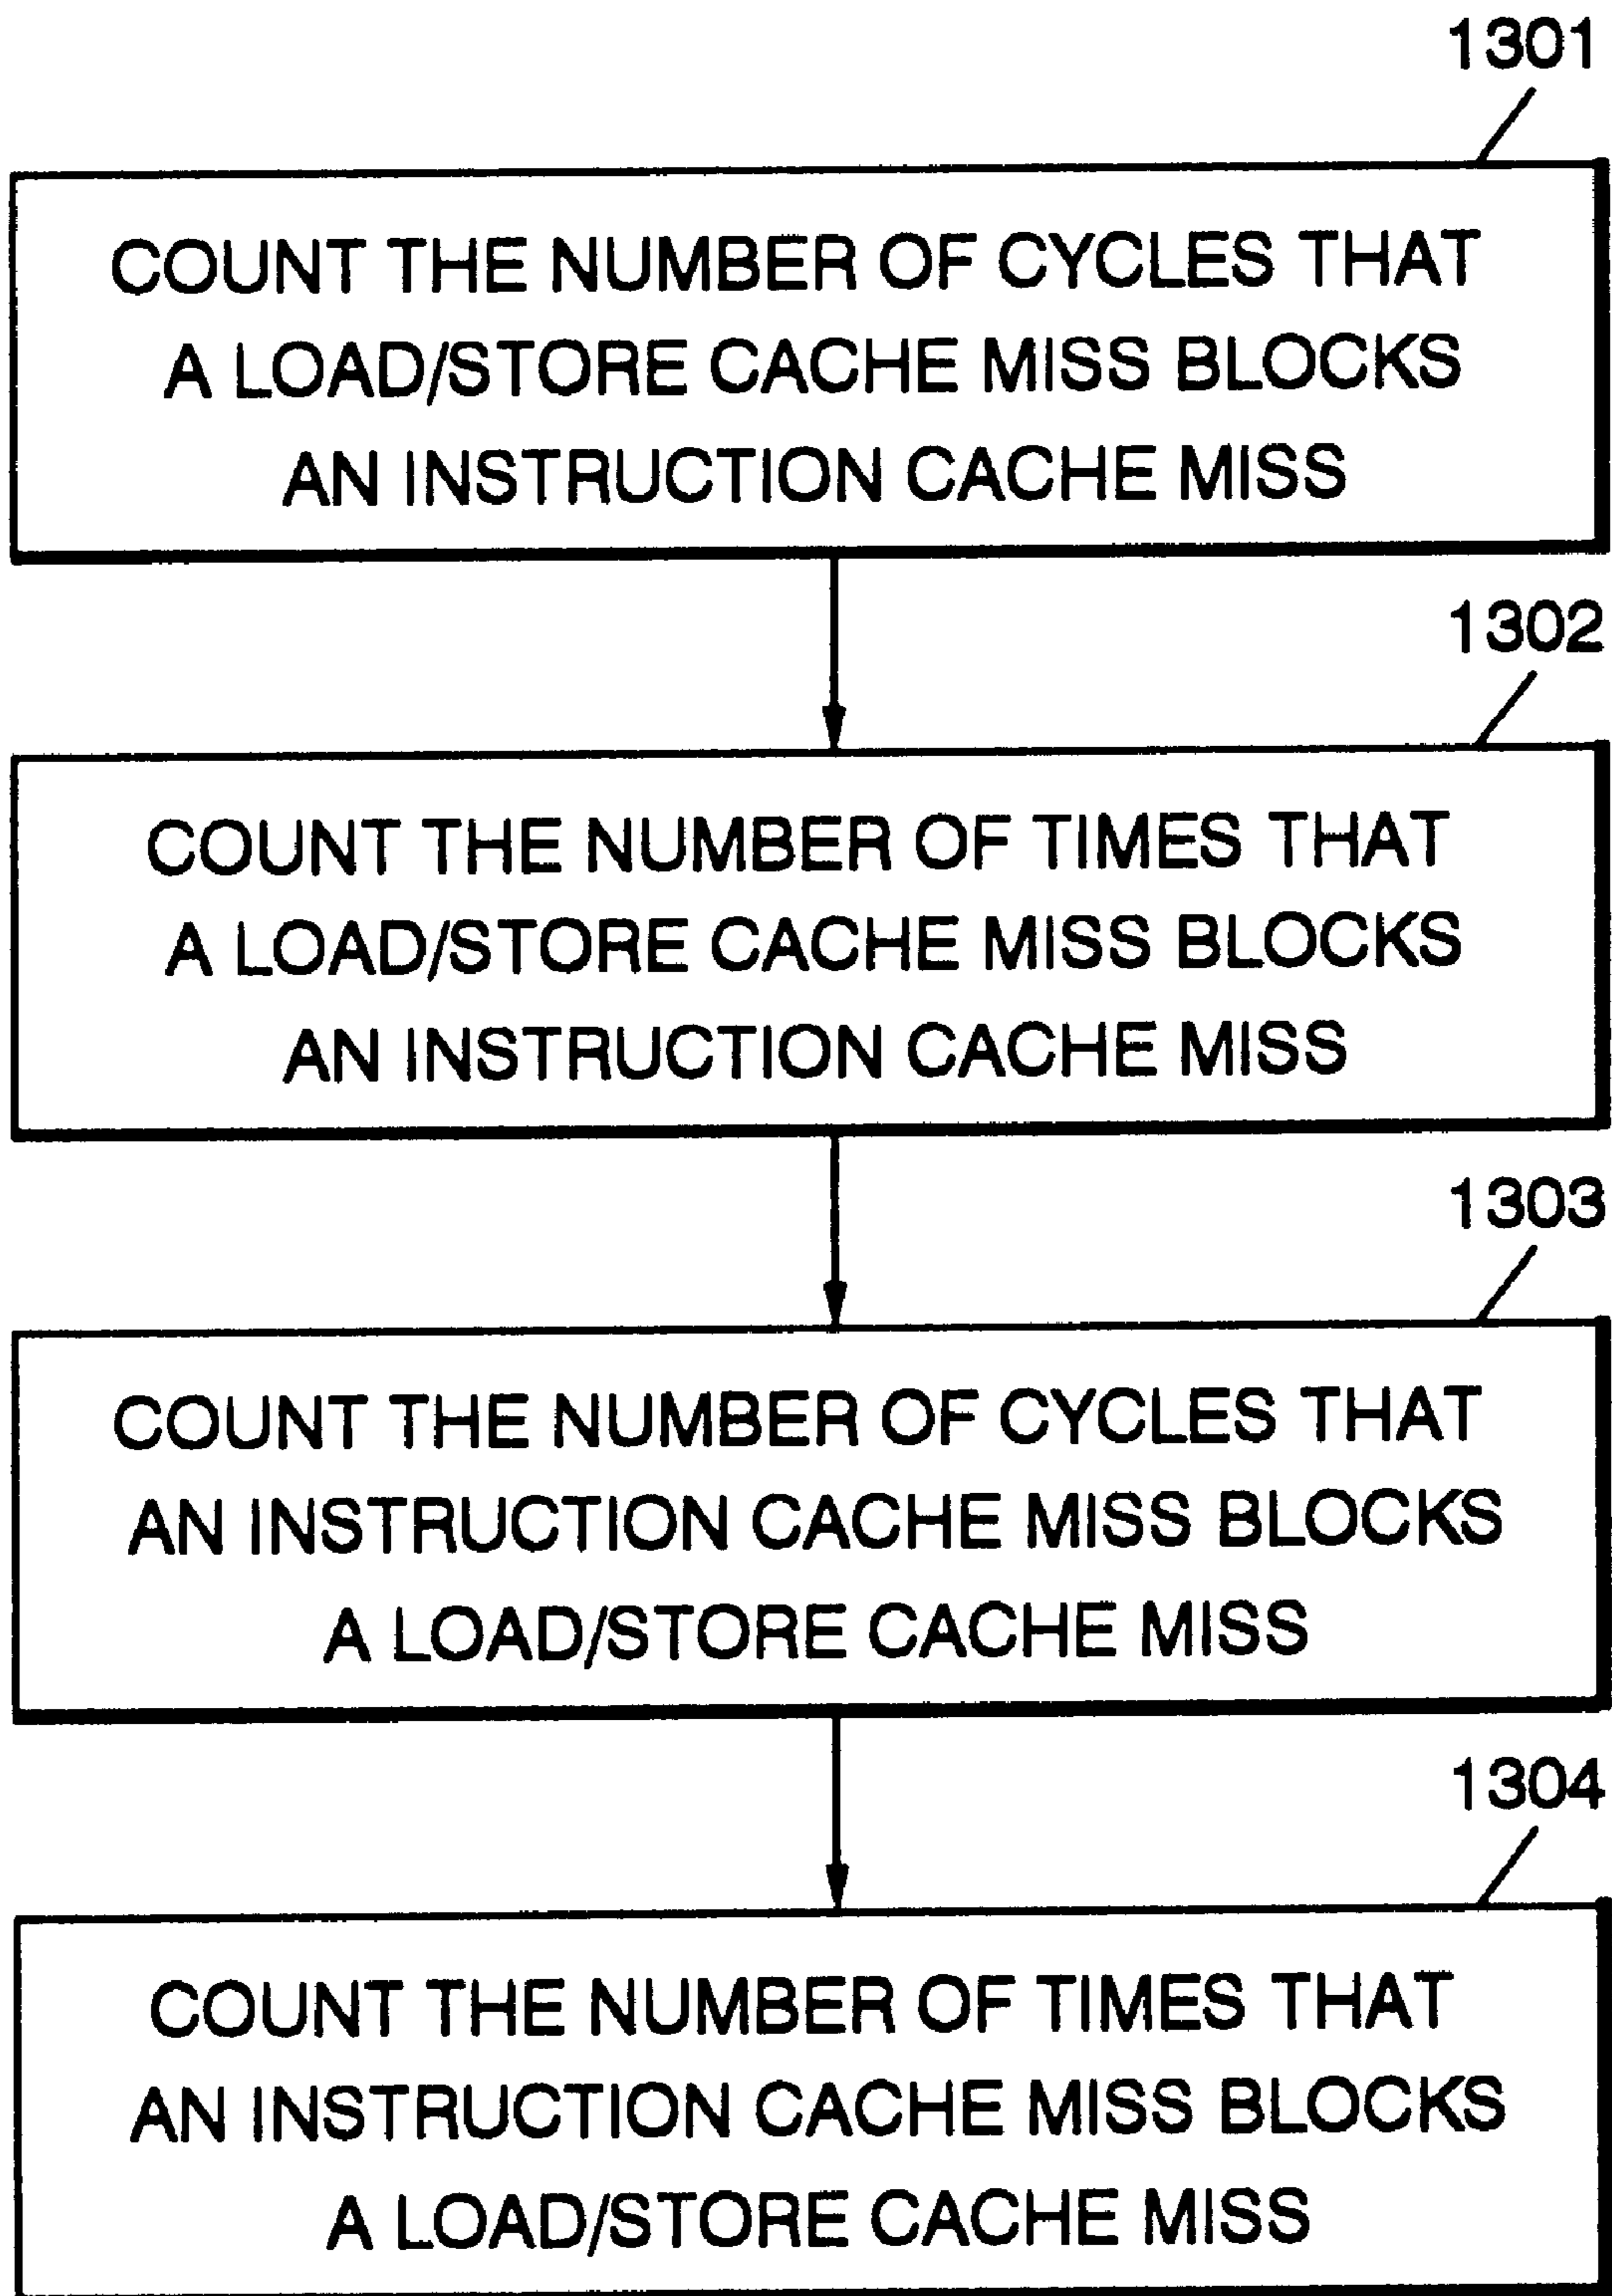 1301
COUNT THE NUMBER OF CYCLES THAT
A LOAD/STORE CACHE MISS BLOCKS
AN INSTRUCTION CACHE MISS
1302
COUNT THE NUMBER OF TIMES THAT
A LOAD/STORE CACHE MISS BLOCKS
AN INSTRUCTION CACHE MISS
1303
COUNT THE NUMBER OF CYCLES THAT
AN INSTRUCTION CACHE MISS BLOCKS
A LOAD/STORE CACHE MISS
1304
COUNT THE NUMBER OF TIMES THAT
AN INSTRUCTION CACHE MISS BLOCKS
A LOAD/STORE CACHE MISS